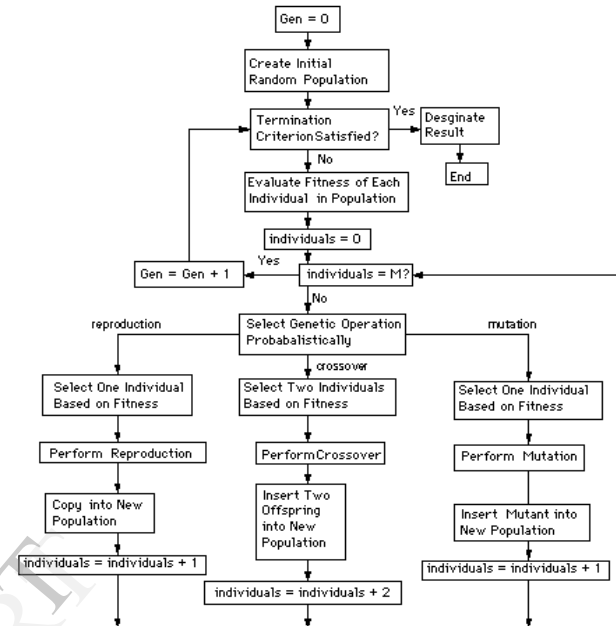 Gen = 0
Create Initial
Random Population
Termination
CriterionSatisfied?
Yes
Desginate
Result
End
No
Evaluate Fitness of Each
Individual in Population
individuals = 0
Yes
Gen = Gen + 1
individuals = M?
No
reproduction
Select Genetic Operation
Probabalistically
mutation
crossover
Select One Individual
Based on Fitness
Select Two Individuals
Based on Fitness
Select One Individual
Based on Fitness
Perform Reproduction
PerformCrossover
Perform Mutation
Copy into New
Population
Insert Two
Offspring
into New
Population
Insert Mutant into
New Population
individuals = individuals + 1
individuals = individuals + 2
individuals = individuals + 1